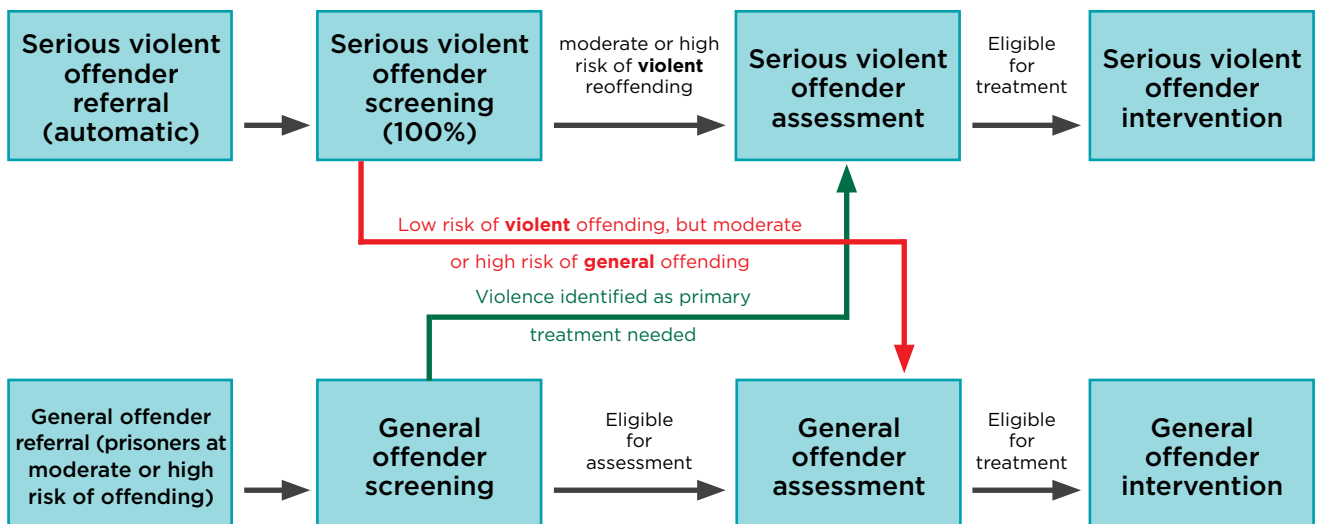 Serious violent
offender
referral
(automatic)
Serious violent
offender
screening
(100%)
moderate or high
risk of violent
reoffending
Serious violent
offender
assessment
Eligible
for
treatment
Serious violent
offender
intervention
Low risk of violent offending, but moderate
or high risk of general offending
Violence identified as primary
treatment needed
General offender
referral (prisoners at
moderate or high
risk of offending)
General
offender
screening
Eligible
for
assessment
General
offender
assessment
Eligible
for
treatment
General
offender
intervention